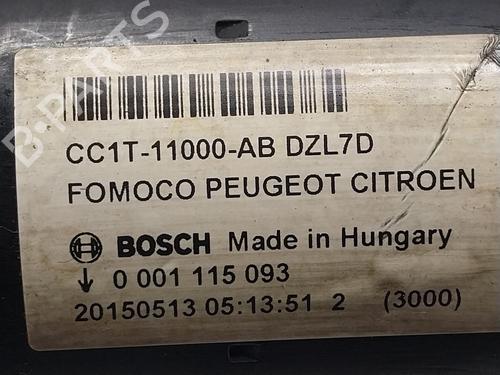 CC1T-11000-AB DZL7D
FOMOCO PEUGEOT CITROEN
BOSCH Made in Hungary
0 001 115 093
20150513 05:13:51 2 (3000)
B-PARTS